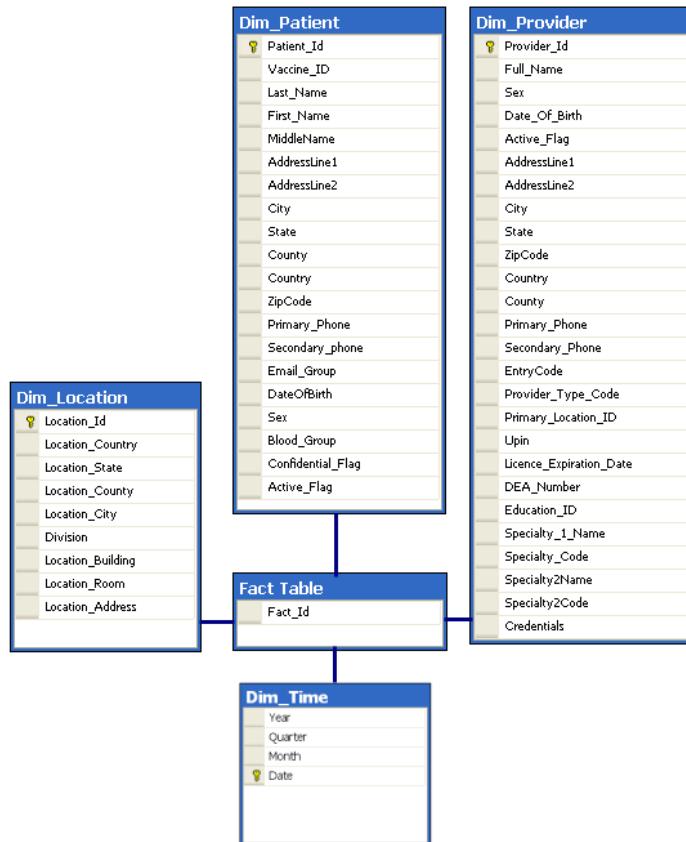 Dim_Patient
Patient_Id
Vaccine_ID
Last_Name
First_Name
MiddleName
AddressLine1
AddressLine2
City
State
County
Country
ZipCode
Primary_Phone
Secondary_phone
Email_Group
DateOfBirth
Sex
Blood_Group
Confidential_Flag
Active_Flag
Dim_Provider
Provider_Id
Full_Name
Sex
Date_Of_Birth
Active_Flag
AddressLine1
AddressLine2
City
State
ZipCode
Country
County
Primary_Phone
Secondary_Phone
EntryCode
Provider_Type_Code
Primary_Location_ID
Upin
Licence_Expiration_Date
DEA_Number
Education_ID
Specialty_1_Name
Specialty_Code
Specialty2Name
Specialty2Code
Credentials
Dim_Location
Location_Id
Location_Country
Location_State
Location_County
Location_City
Division
Location_Building
Location_Room
Location_Address
Fact Table
Fact_Id
Dim_Time
Year
Quarter
Month
Date